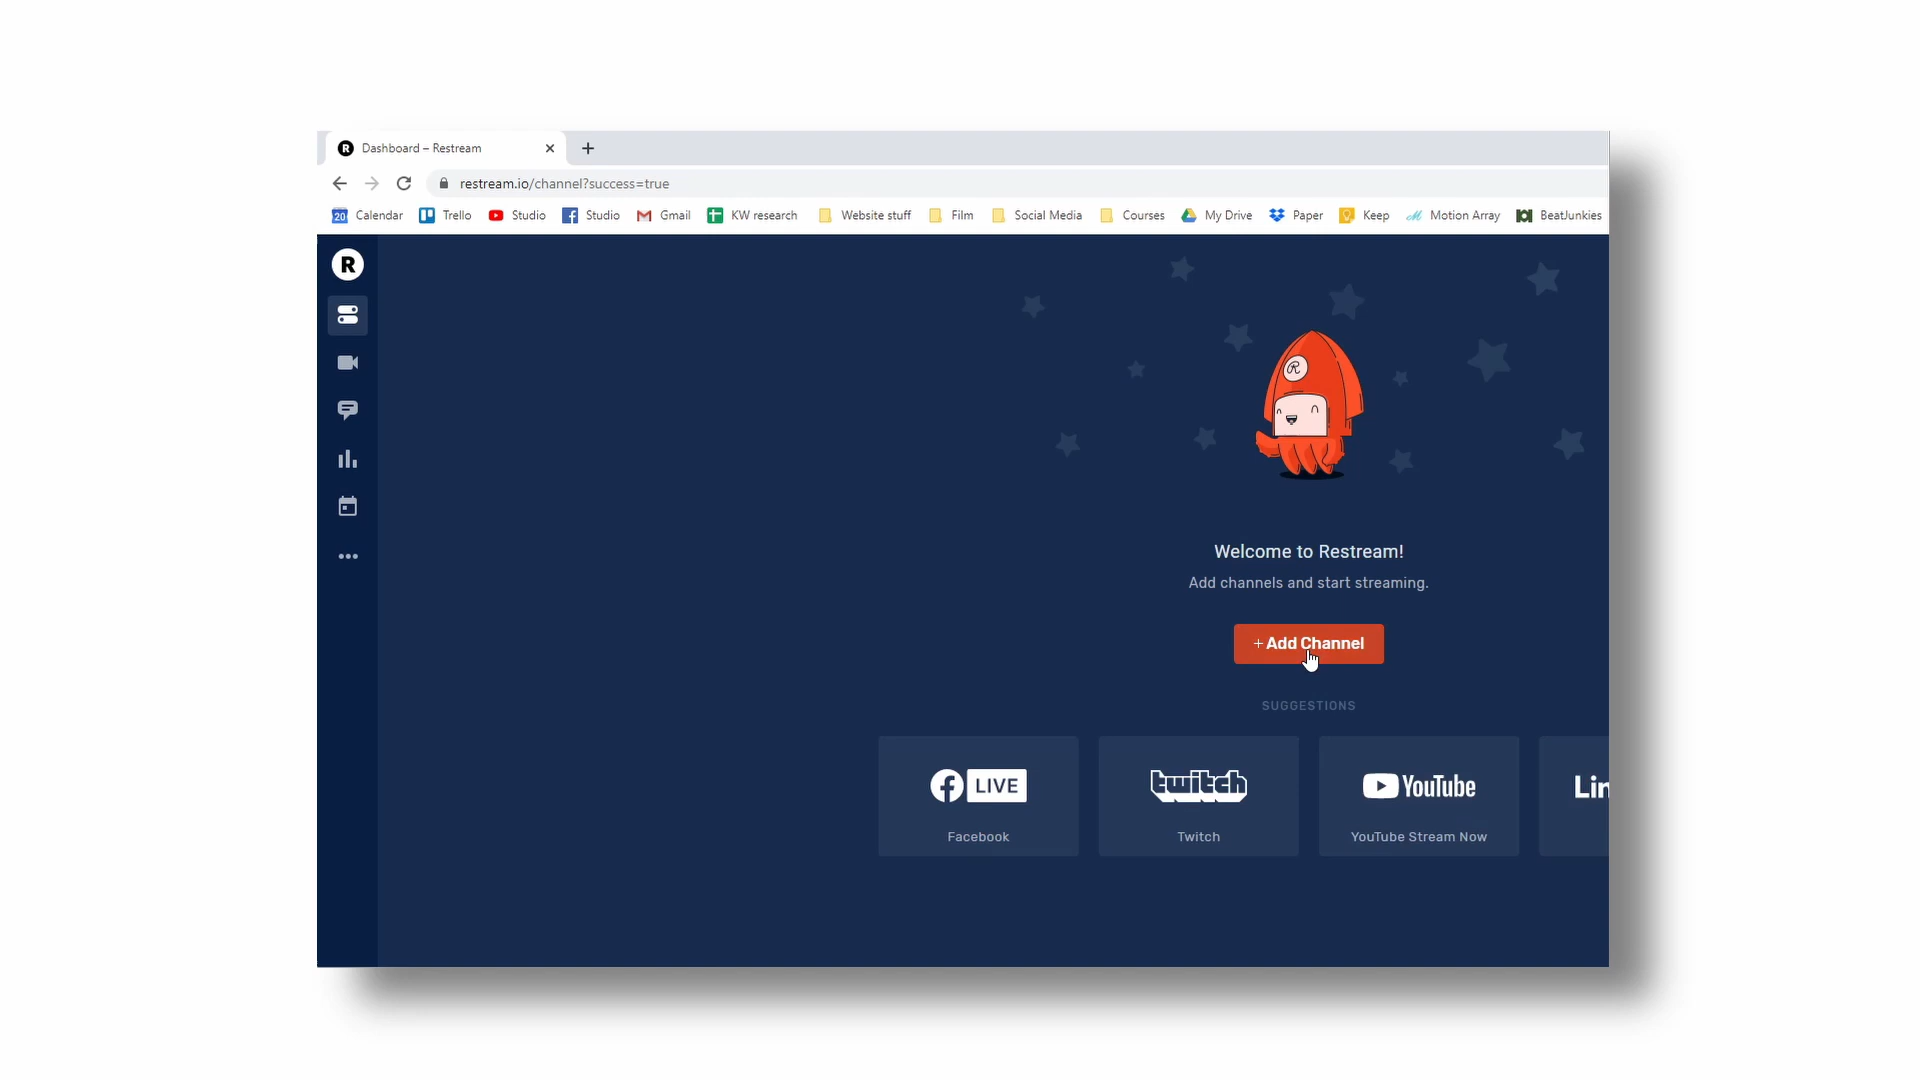 R Dashboard – Restream
restream.io/channel?success=true
20 Calendar Trello Studio Studio Gmail KW research Website stuff Film Social Media Courses My Drive Paper Keep Motion Array BeatJunkies
R
R
Welcome to Restream!
Add channels and start streaming.
+ Add Channel
SUGGESTIONS
LIVE twitch YouTube Lin
Facebook Twitch YouTube Stream Now